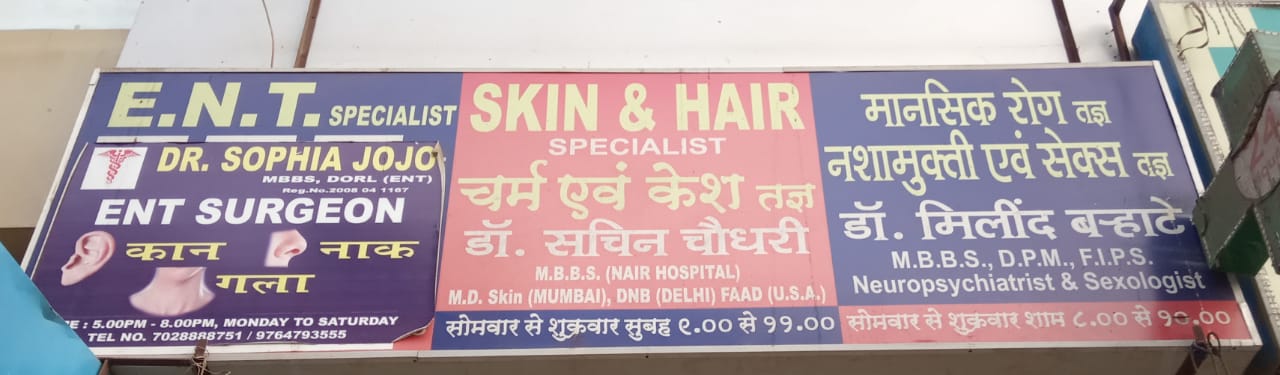 E.N.T. SPECIALIST
DR. SOPHIA JOJO
MBBS, DORL (ENT)
Reg.No.2008 04 1167
ENT SURGEON
कान नाक
गला
: 5.00PM - 8.00PM, MONDAY TO SATURDAY
TEL NO. 7028888751 / 9764793555
SKIN & HAIR
SPECIALIST
चर्म एवं केश तज्ञ
डॉ. सचिन चौधरी
M.B.B.S. (NAIR HOSPITAL)
M.D. Skin (MUMBAI), DNB (DELHI) FAAD (U.S.A.)
सोमवार से शुक्रवार सुबह ९.०० से ११.००
मानसिक रोग तज्ञ
नशामुक्ती एवं सेक्स तज्ञ
डॉ. मिलींद बऱ्हाटे
M.B.B.S., D.P.M., F.I.P.S.
Neuropsychiatrist & Sexologist
सोमवार से शुक्रवार शाम ८.०० से १०.००